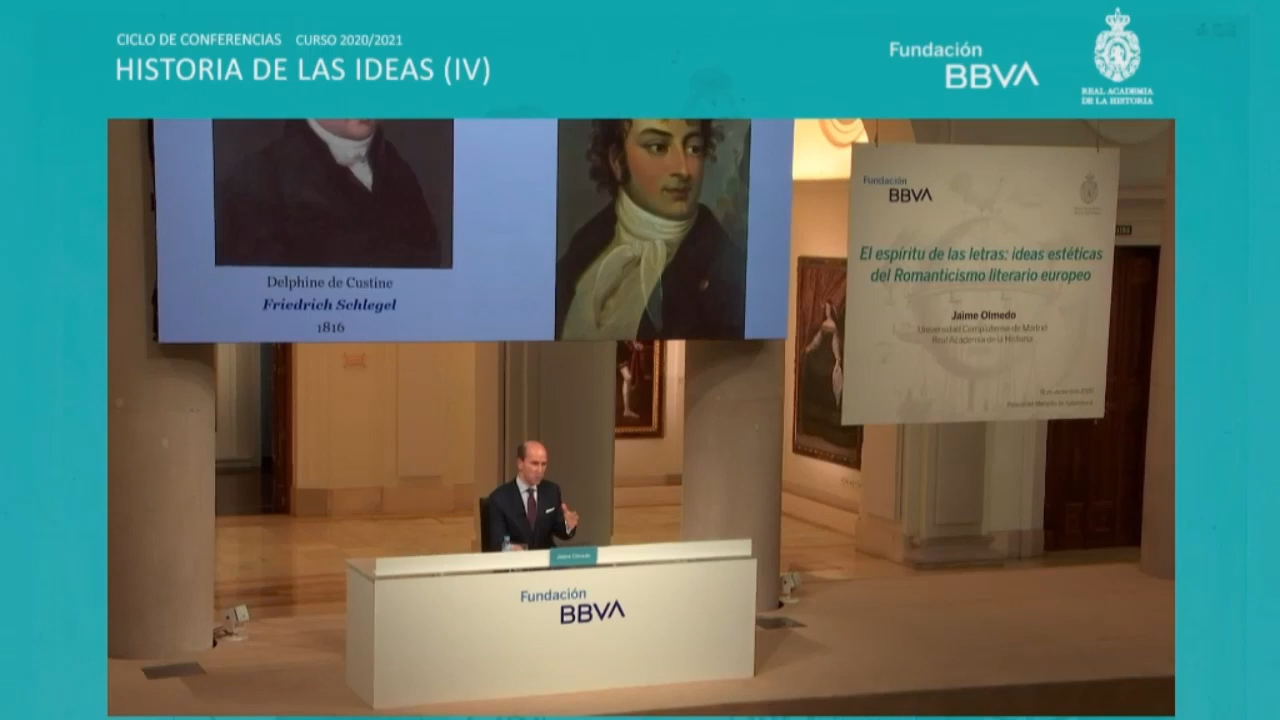 CICLO DE CONFERENCIAS CURSO 2020/2021
HISTORIA DE LAS IDEAS (IV)
Fundación
BBVA
REAL ACADEMIA
DE LA HISTORIA
Delphine de Custine
Friedrich Schlegel
1816
Fundación
BBVA
El espíritu de las letras: ideas estéticas
del Romanticismo literario europeo
Jaime Olmedo
Universidad Complutense de Madrid
Real Academia de la Historia
Jaime Olmedo
Fundación
BBVA